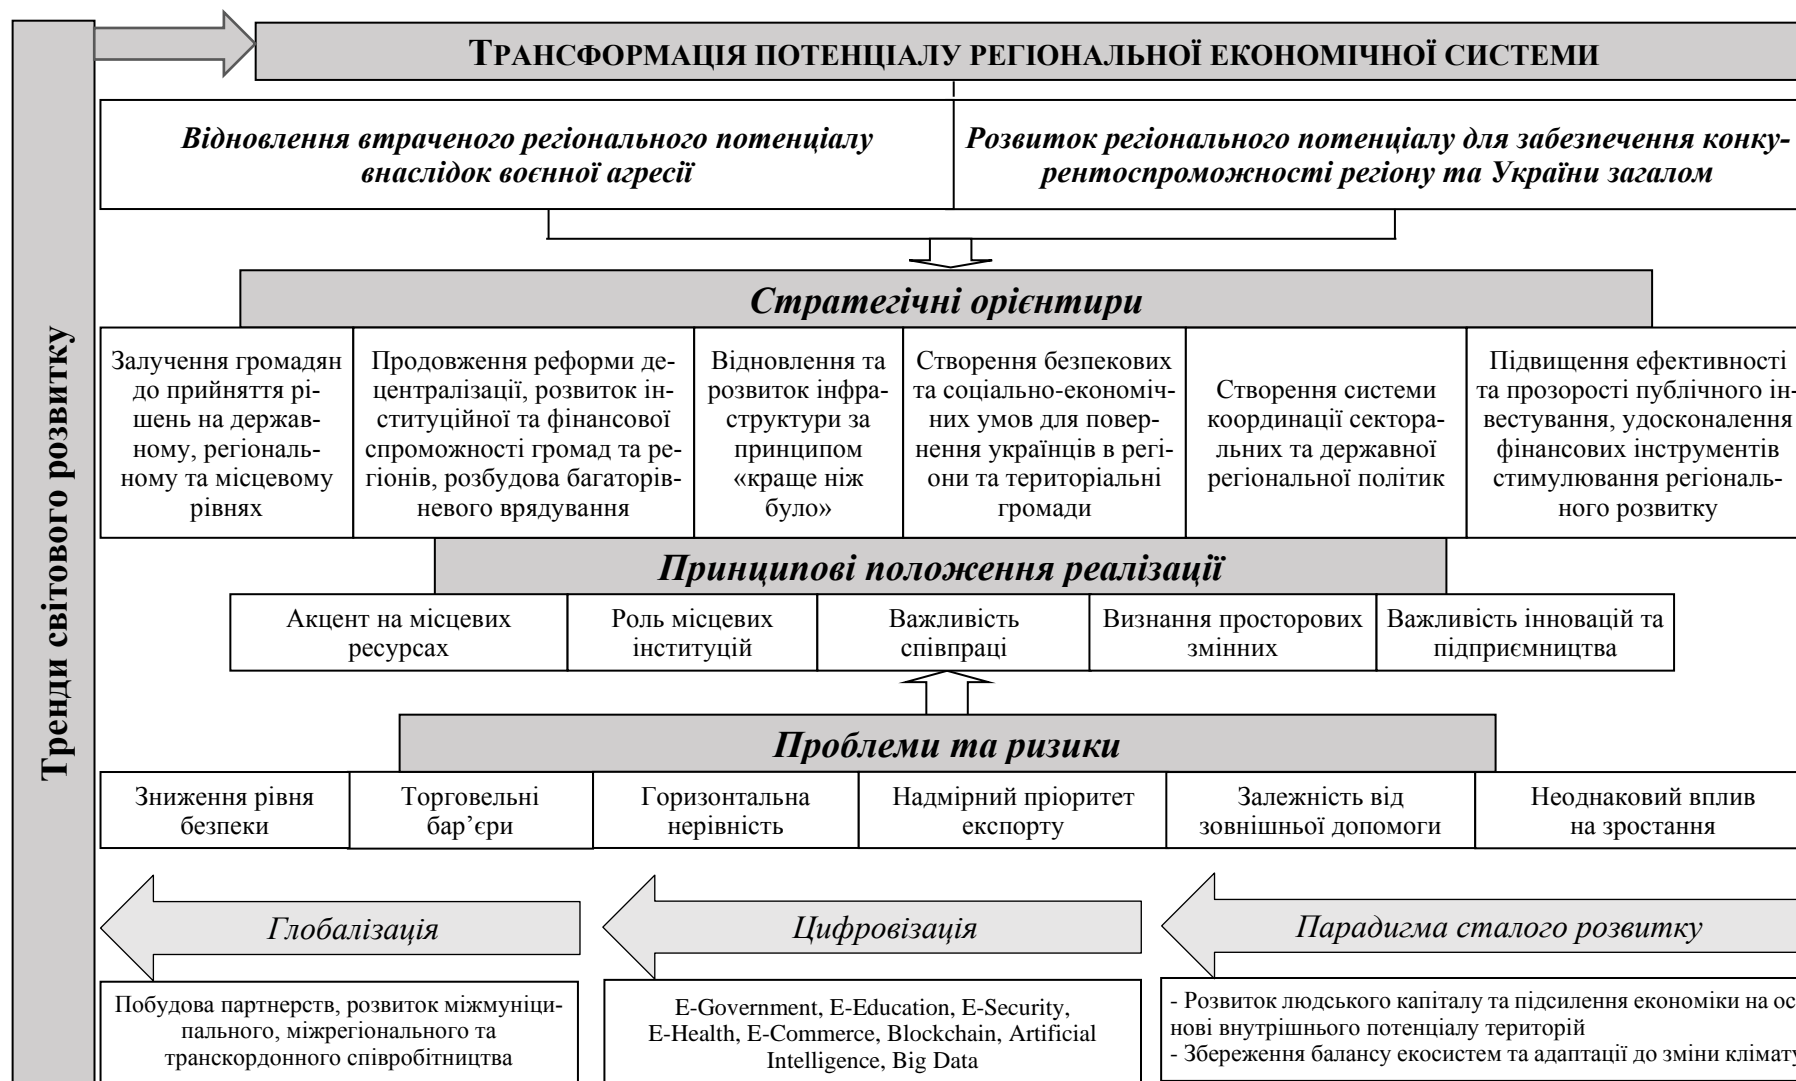 Тренди світового розвитку
ТРАНСФОРМАЦІЯ ПОТЕНЦІАЛУ РЕГІОНАЛЬНОЇ ЕКОНОМІЧНОЇ СИСТЕМИ
Відновлення втраченого регіонального потенціалу
внаслідок воєнної агресії
Розвиток регіонального потенціалу для забезпечення конку-
рентоспроможності регіону та України загалом
Стратегічні орієнтири
Залучення громадян
до прийняття рі-
шень на держав-
ному, регіональ-
ному та місцевому
рівнях
Продовження реформи де-
централізації, розвиток ін-
ституційної та фінансової
спроможності громад та ре-
гіонів, розбудова багаторів-
невого врядування
Відновлення та
розвиток інфра-
структури за
принципом
«краще ніж
було»
Створення безпекових
та соціально-економіч-
них умов для повер-
нення українців в регі-
они та територіальні
громади
Створення системи
координації секторa-
льних та державної
регіональної політик
Підвищення ефективності
та прозорості публічного ін-
вестування, удосконалення
фінансових інструментів
стимулювання регіональ-
ного розвитку
Принципові положення реалізації
Акцент на місцевих
ресурсах
Роль місцевих
інституцій
Важливість
співпраці
Визнання просторових
змінних
Важливість інновацій та
підприємництва
Проблеми та ризики
Зниження рівня
безпеки
Торговельні
бар’єри
Горизонтальна
нерівність
Надмірний пріоритет
експорту
Залежність від
зовнішньої допомоги
Неоднаковий вплив
на зростання
Глобалізація
Цифровізація
Парадигма сталого розвитку
Побудова партнерств, розвиток міжмуніци-
пального, міжрегіонального та
транскордонного співробітництва
E-Government, E-Education, E-Security,
E-Health, E-Commerce, Blockchain, Artificial
Intelligence, Big Data
- Розвиток людського капіталу та підсилення економіки на ос
нові внутрішнього потенціалу територій
- Збереження балансу екосистем та адаптації до зміни клімату